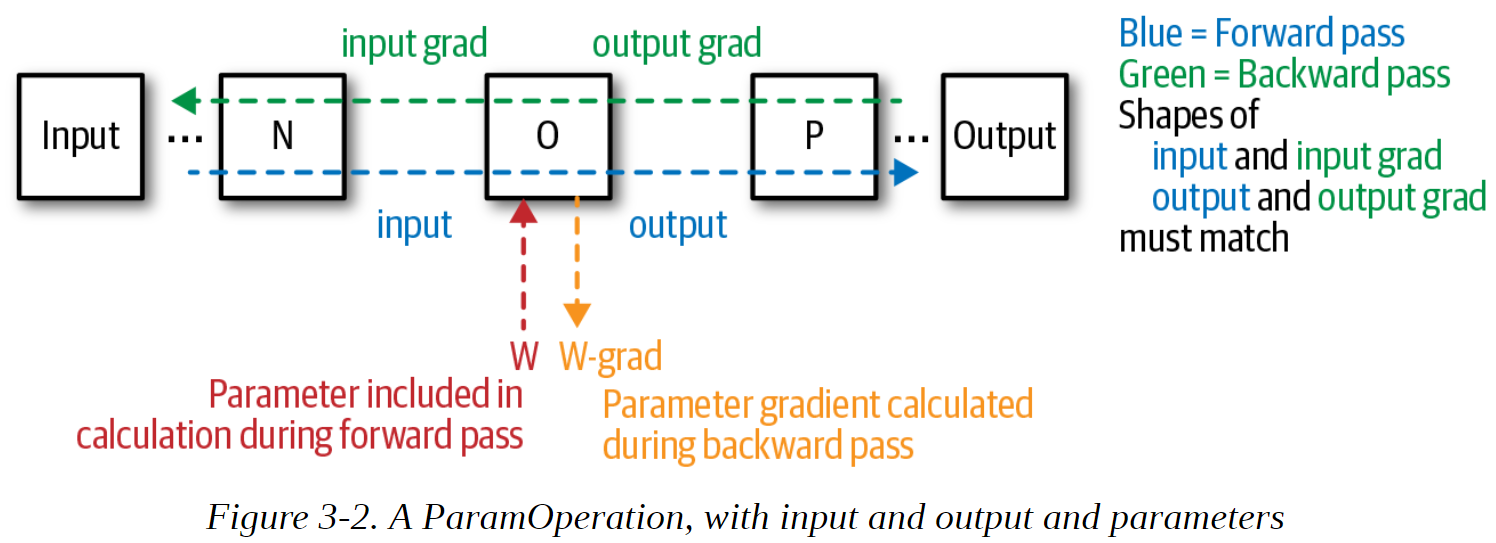 input grad
output grad
Input
...
N
O
P
...
Output
input
output
W
W-grad
Parameter included in
calculation during forward pass
Parameter gradient calculated
during backward pass
Blue = Forward pass
Green = Backward pass
Shapes of
input and input grad
output and output grad
must match
Figure 3-2. A ParamOperation, with input and output and parameters